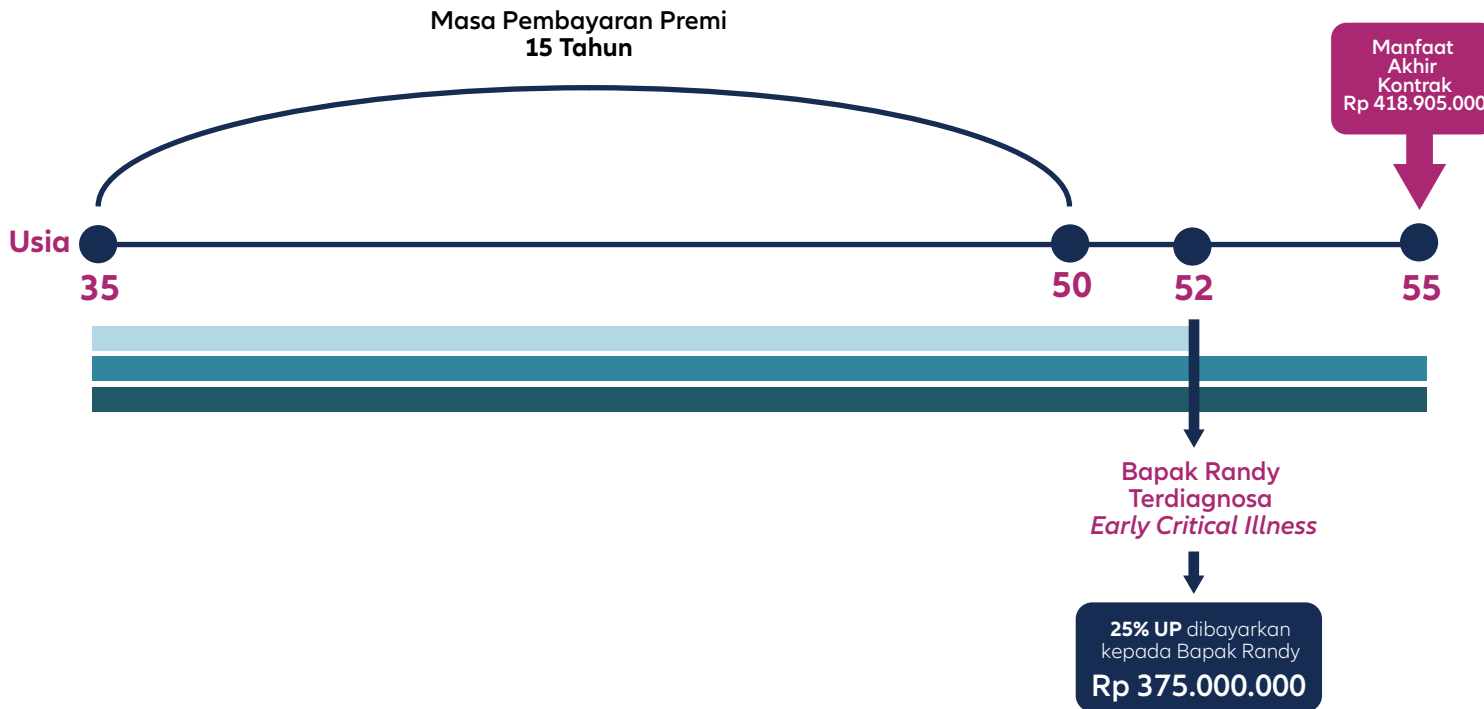 Masa Pembayaran Premi
15 Tahun
Manfaat
Akhir
Kontrak
Rp 418.905.000
Usia
35
50
52
55
Bapak Randy
Terdiagnosa
Early Critical Illness
25% UP dibayarkan
kepada Bapak Randy
Rp 375.000.000